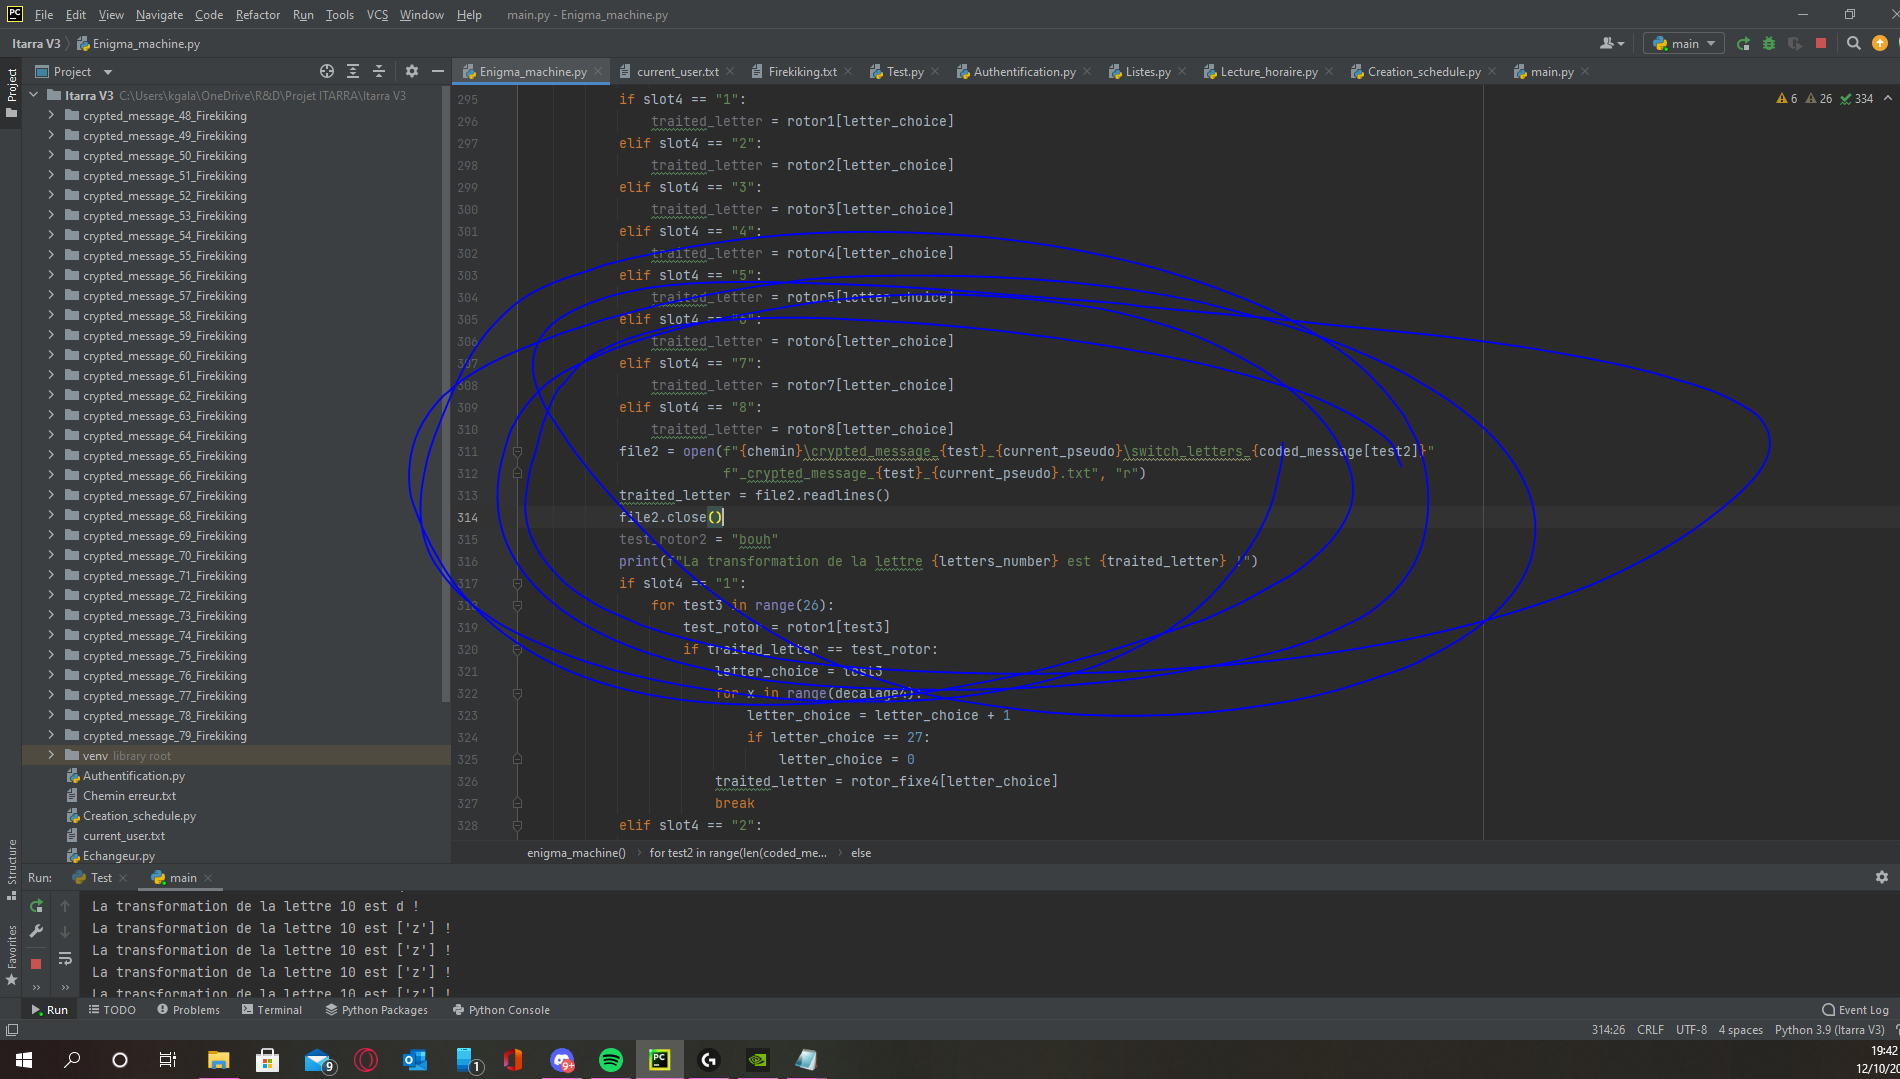 File Edit View Navigate Code Refactor Run Tools VCS Window Help main.py - Enigma_machine.py
Itarra V3 Enigma_machine.py main
Project
Enigma_machine.py current_user.txt Firekiking.txt Test.py Authentification.py Listes.py Lecture_horaire.py Creation_schedule.py main.py
6 26 334
Project
Structure
Favorites
Itarra V3 C:\Users\kgala\OneDrive\R&D\Projet ITARRA\Itarra V3
crypted_message_48_Firekiking
crypted_message_49_Firekiking
crypted_message_50_Firekiking
crypted_message_51_Firekiking
crypted_message_52_Firekiking
crypted_message_53_Firekiking
crypted_message_54_Firekiking
crypted_message_55_Firekiking
crypted_message_56_Firekiking
crypted_message_57_Firekiking
crypted_message_58_Firekiking
crypted_message_59_Firekiking
crypted_message_60_Firekiking
crypted_message_61_Firekiking
crypted_message_62_Firekiking
crypted_message_63_Firekiking
crypted_message_64_Firekiking
crypted_message_65_Firekiking
crypted_message_66_Firekiking
crypted_message_67_Firekiking
crypted_message_68_Firekiking
crypted_message_69_Firekiking
crypted_message_70_Firekiking
crypted_message_71_Firekiking
crypted_message_72_Firekiking
crypted_message_73_Firekiking
crypted_message_74_Firekiking
crypted_message_75_Firekiking
crypted_message_76_Firekiking
crypted_message_77_Firekiking
crypted_message_78_Firekiking
crypted_message_79_Firekiking
venv library root
Authentification.py
Chemin erreur.txt
Creation_schedule.py
current_user.txt
Echangeur.py
295 if slot4 == "1":
296 traited_letter = rotor1[letter_choice]
297 elif slot4 == "2":
298 traited_letter = rotor2[letter_choice]
299 elif slot4 == "3":
300 traited_letter = rotor3[letter_choice]
301 elif slot4 == "4":
302 traited_letter = rotor4[letter_choice]
303 elif slot4 == "5":
304 traited_letter = rotor5[letter_choice]
305 elif slot4 == "6":
306 traited_letter = rotor6[letter_choice]
307 elif slot4 == "7":
308 traited_letter = rotor7[letter_choice]
309 elif slot4 == "8":
310 traited_letter = rotor8[letter_choice]
311 file2 = open(f"{chemin}\crypted_message_{test}_{current_pseudo}\switch_letters_{coded_message[test2]}"
312 f"_crypted_message_{test}_{current_pseudo}.txt", "r")
313 traited_letter = file2.readlines()
314 file2.close()
315 test_rotor2 = "bouh"
316 print(f"La transformation de la lettre {letters_number} est {traited_letter} !")
317 if slot4 == "1":
318 for test3 in range(26):
319 test_rotor = rotor1[test3]
320 if traited_letter == test_rotor:
321 letter_choice = test3
322 for x in range(decalage4):
323 letter_choice = letter_choice + 1
324 if letter_choice == 27:
325 letter_choice = 0
326 traited_letter = rotor_fixe4[letter_choice]
327 break
328 elif slot4 == "2":
enigma_machine() for test2 in range(len(coded_me... else
Run: Test main
La transformation de la lettre 10 est d !
La transformation de la lettre 10 est ['z'] !
La transformation de la lettre 10 est ['z'] !
La transformation de la lettre 10 est ['z'] !
La transformation de la lettre 10 est ['z'] !
Run TODO Problems Terminal Python Packages Python Console Event Log
314:26 CRLF UTF-8 4 spaces Python 3.9 (Itarra V3)
9 1 9+ 19:42